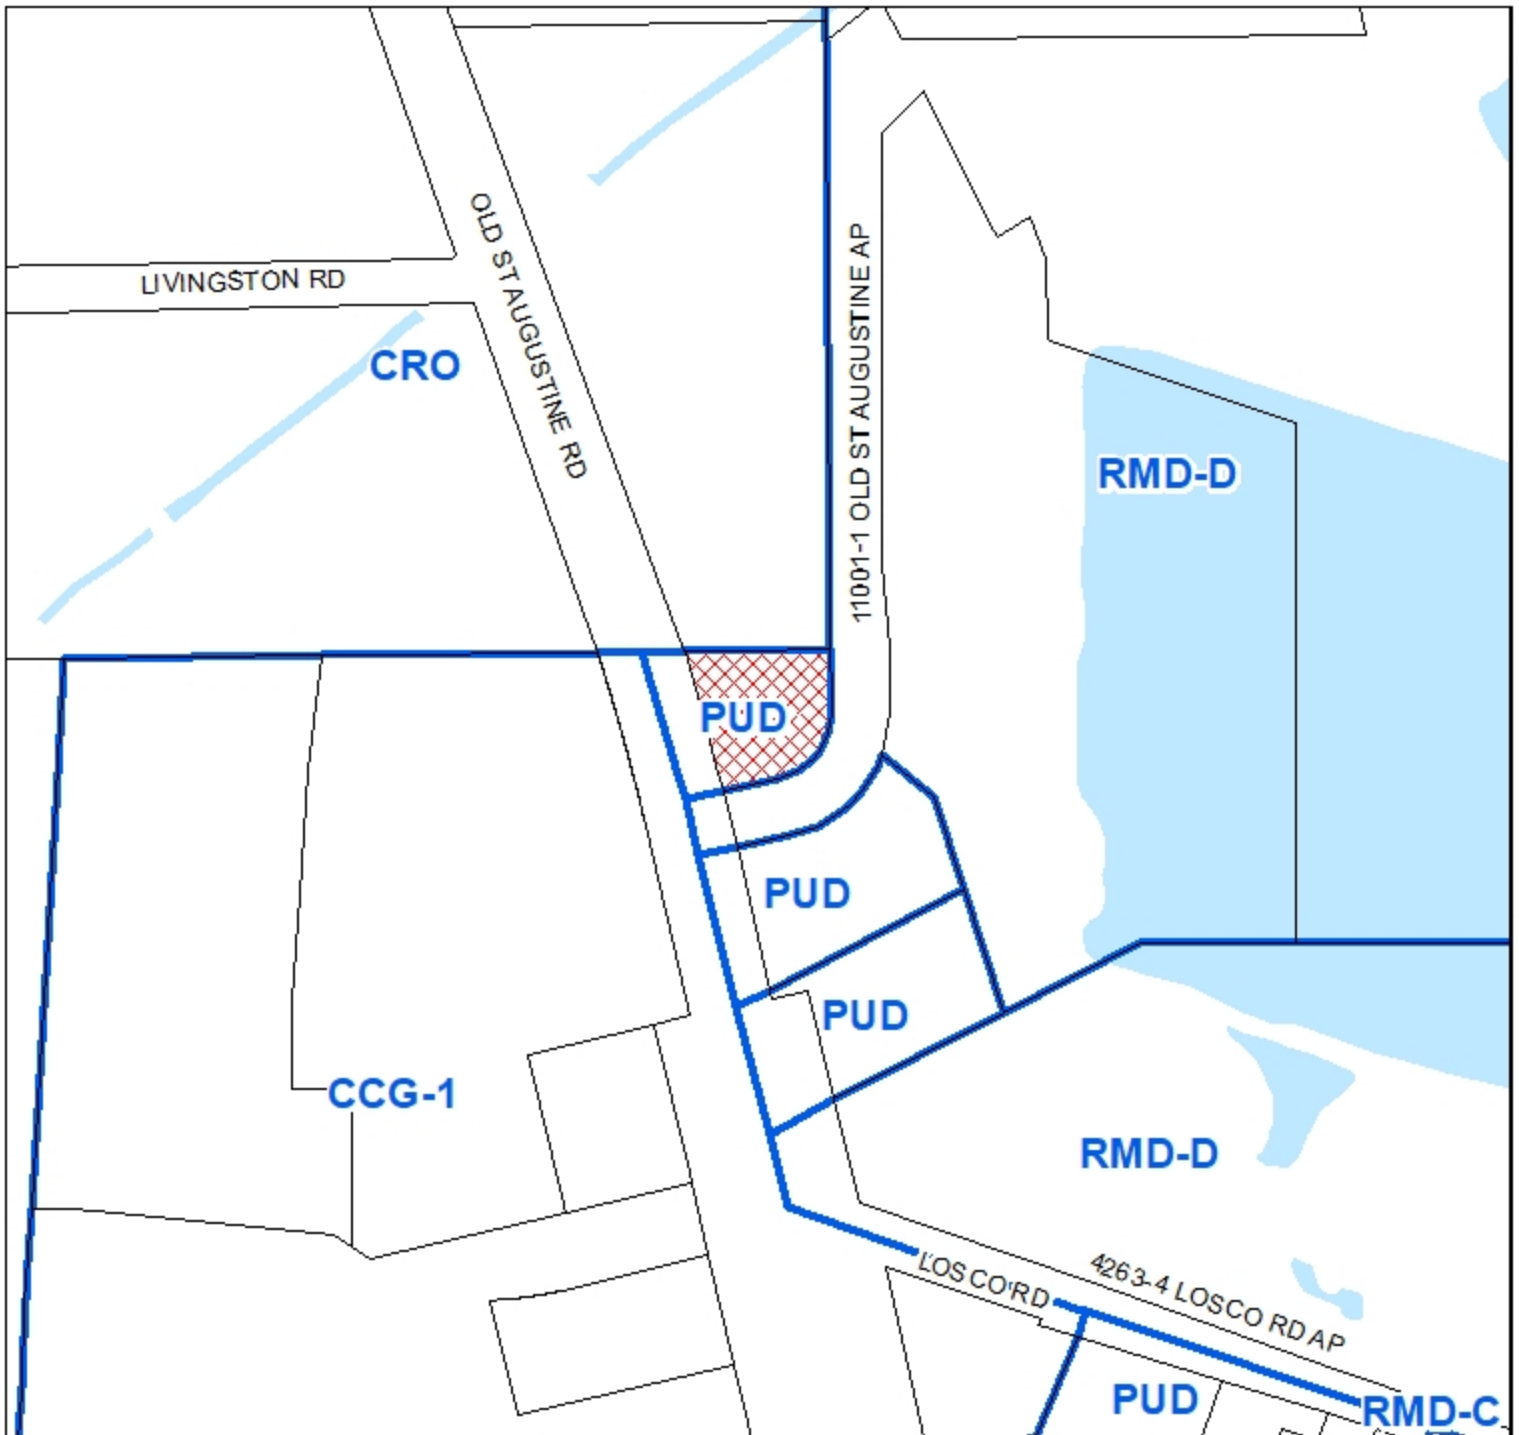 OLD ST AUGUSTINE RD
LIVINGSTON RD
11001-1 OLD ST AUGUSTINE AP
CRO
RMD-D
PUD
PUD
PUD
CCG-1
RMD-D
LOSCO RD
4263-4 LOSCO RD AP
PUD
RMD-C